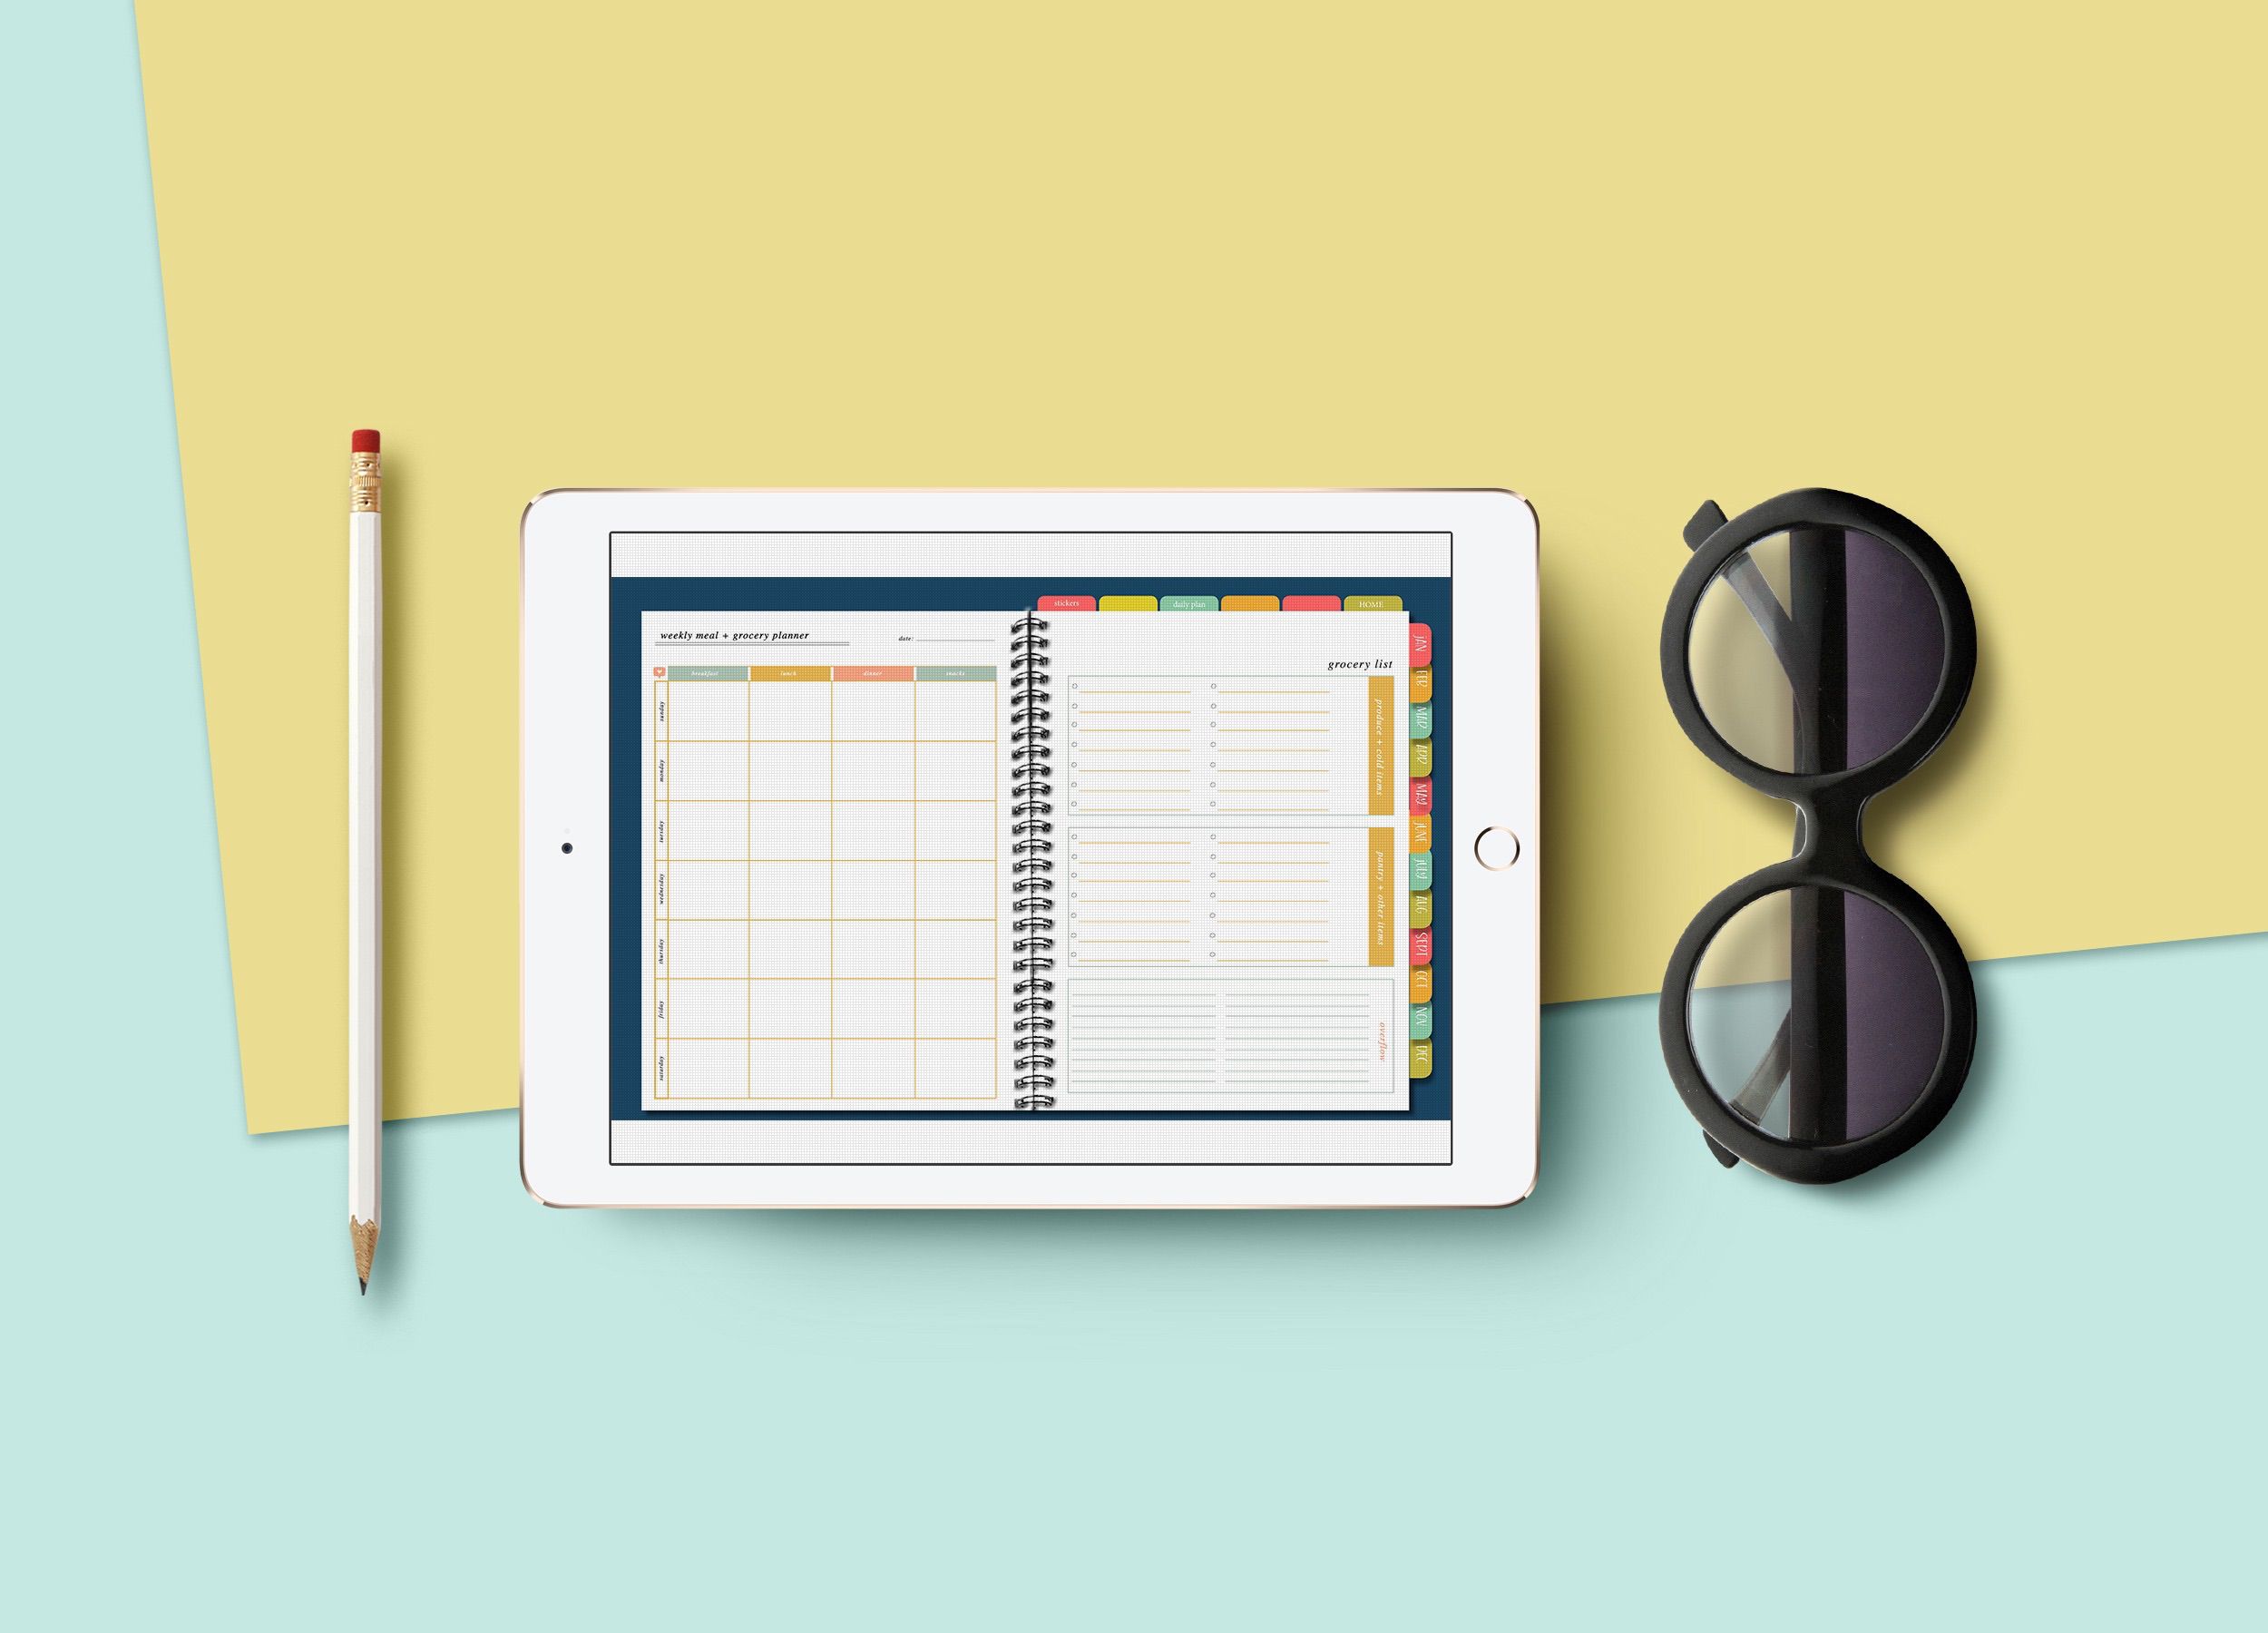 stickers
daily plan
HOME
weekly meal + grocery planner
date:
breakfast
lunch
dinner
snacks
sunday
monday
tuesday
wednesday
thursday
friday
saturday
grocery list
produce + cold items
pantry + other items
overflow
JAN
FEB
MAR
APR
MAY
JUNE
JULY
AUG
SEPT
OCT
NOV
DEC